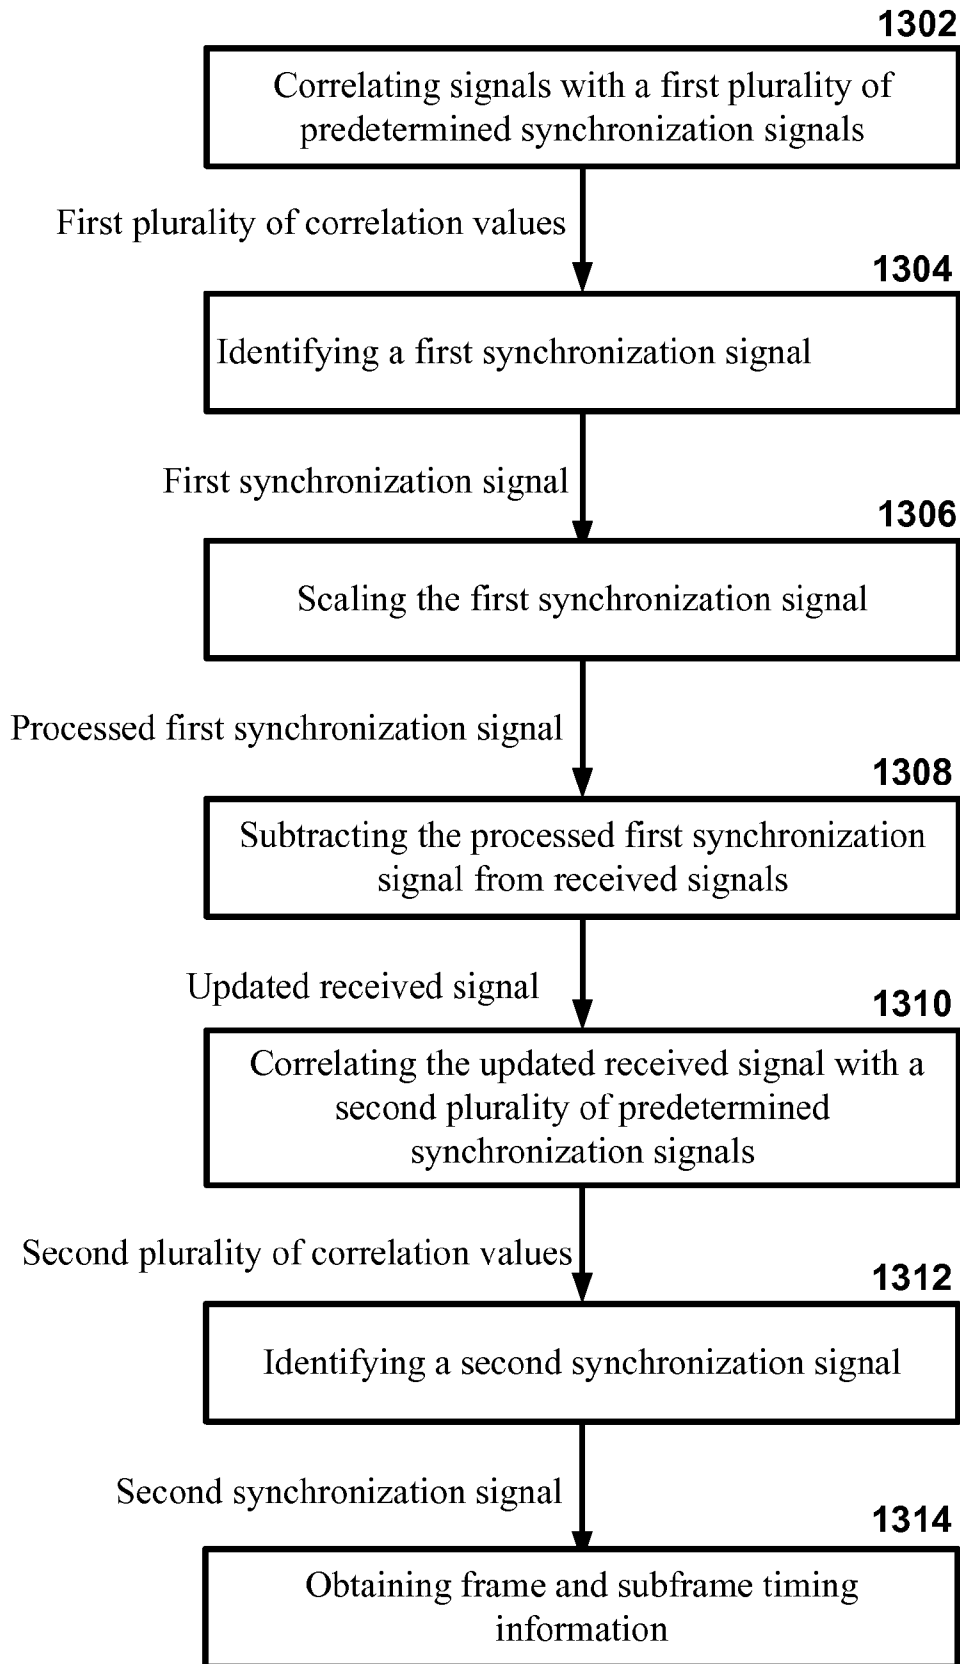 1302
Correlating signals with a first plurality of
predetermined synchronization signals
First plurality of correlation values
1304
Identifying a first synchronization signal
First synchronization signal
1306
Scaling the first synchronization signal
Processed first synchronization signal
1308
Subtracting the processed first synchronization
signal from received signals
Updated received signal
1310
Correlating the updated received signal with a
second plurality of predetermined
synchronization signals
Second plurality of correlation values
1312
Identifying a second synchronization signal
Second synchronization signal
1314
Obtaining frame and subframe timing
information